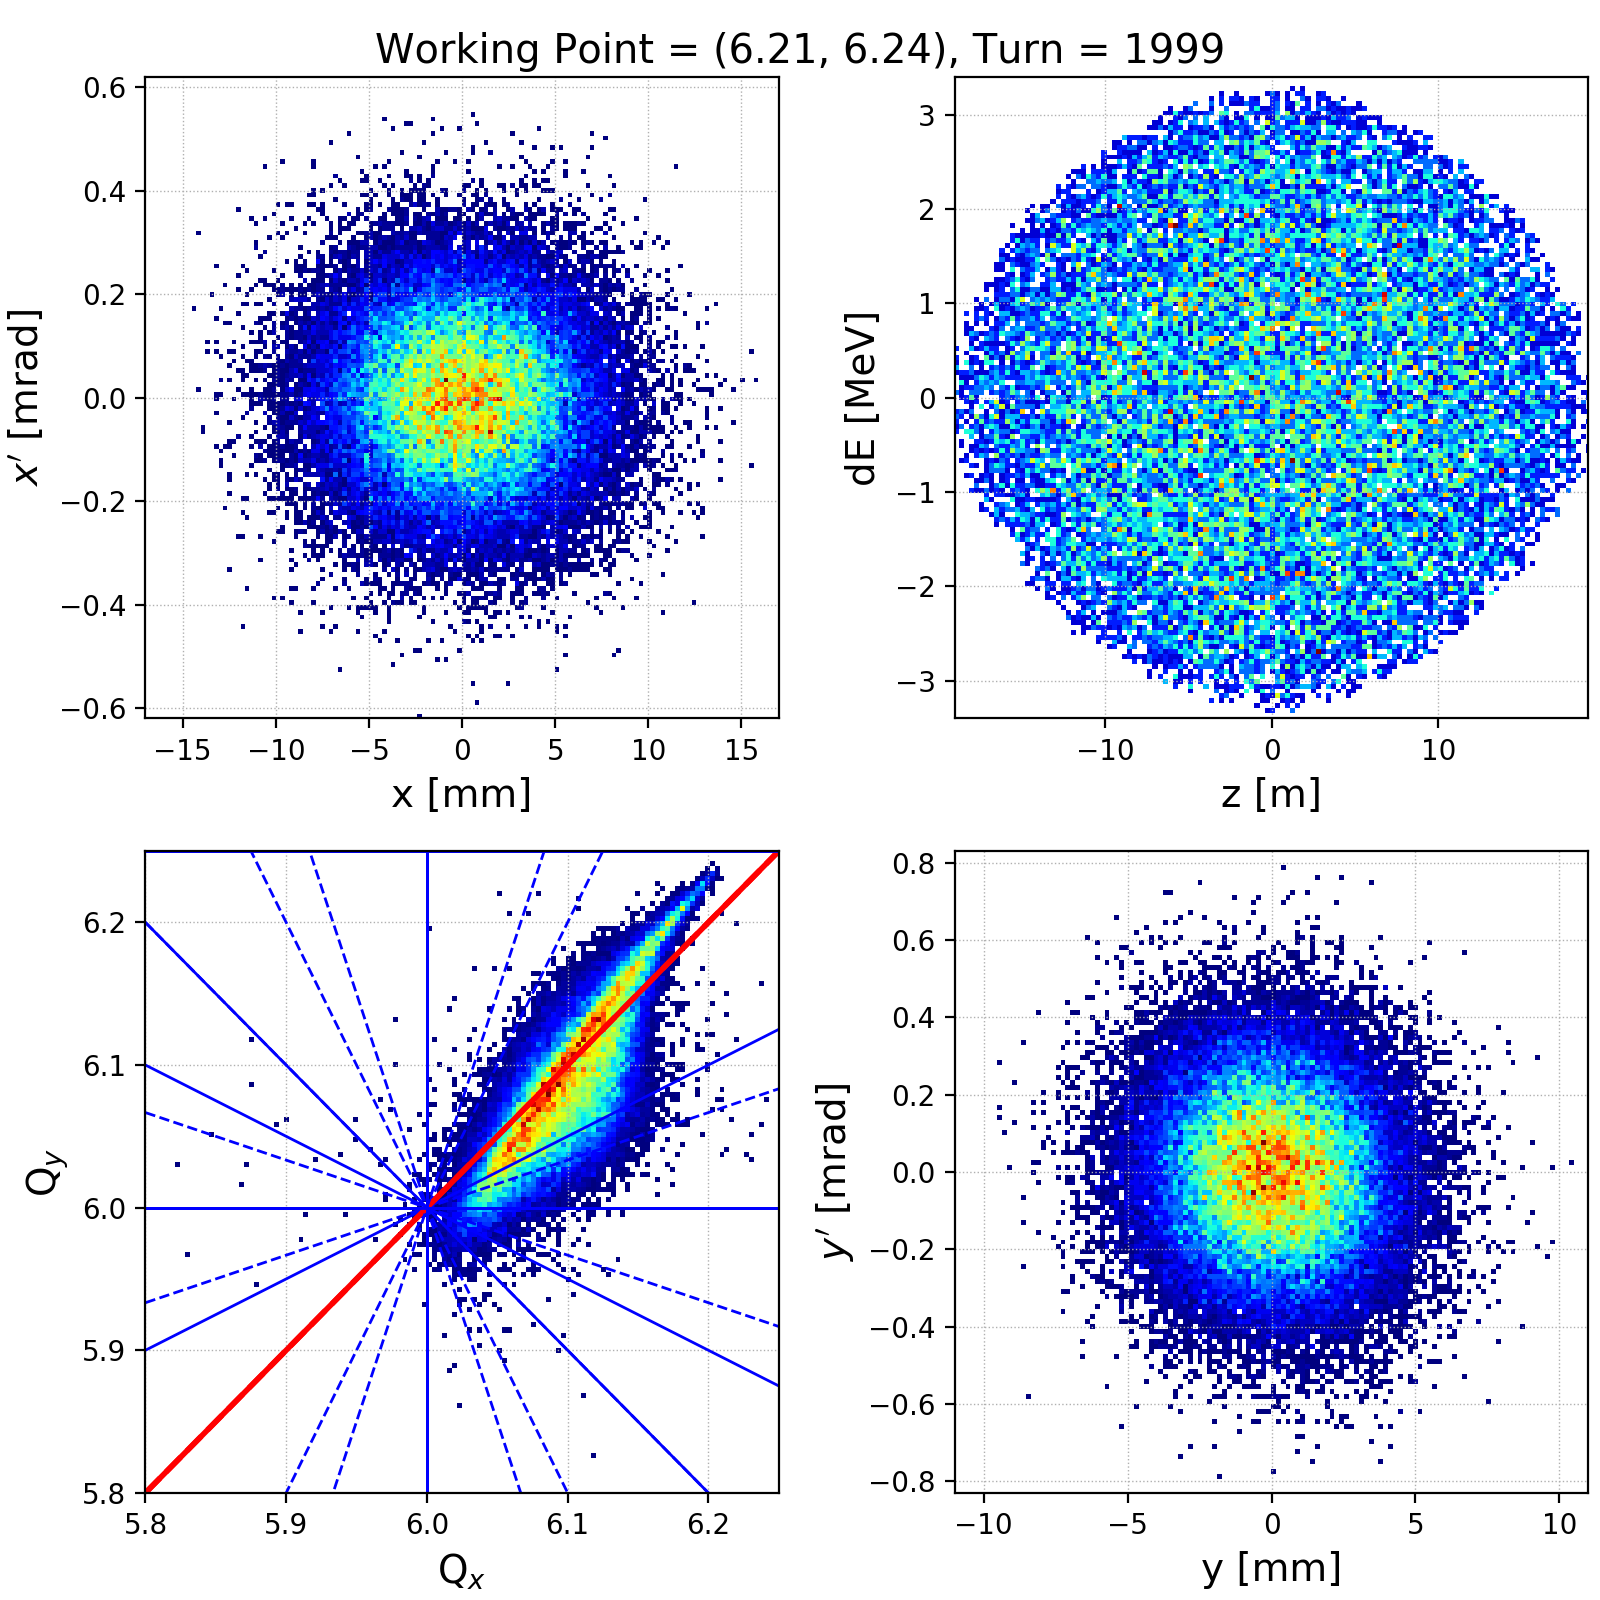 Working Point = (6.21, 6.24), Turn = 1999
0.6
0.4
0.2
0.0
−0.2
−0.4
−0.6
x′ [mrad]
−15 −10 −5 0 5 10 15
x [mm]
3
2
1
0
−1
−2
−3
dE [MeV]
−10 0 10
z [m]
6.2
6.1
6.0
5.9
5.8
Qy
5.8 5.9 6.0 6.1 6.2
Qx
0.8
0.6
0.4
0.2
0.0
−0.2
−0.4
−0.6
−0.8
y′ [mrad]
−10 −5 0 5 10
y [mm]